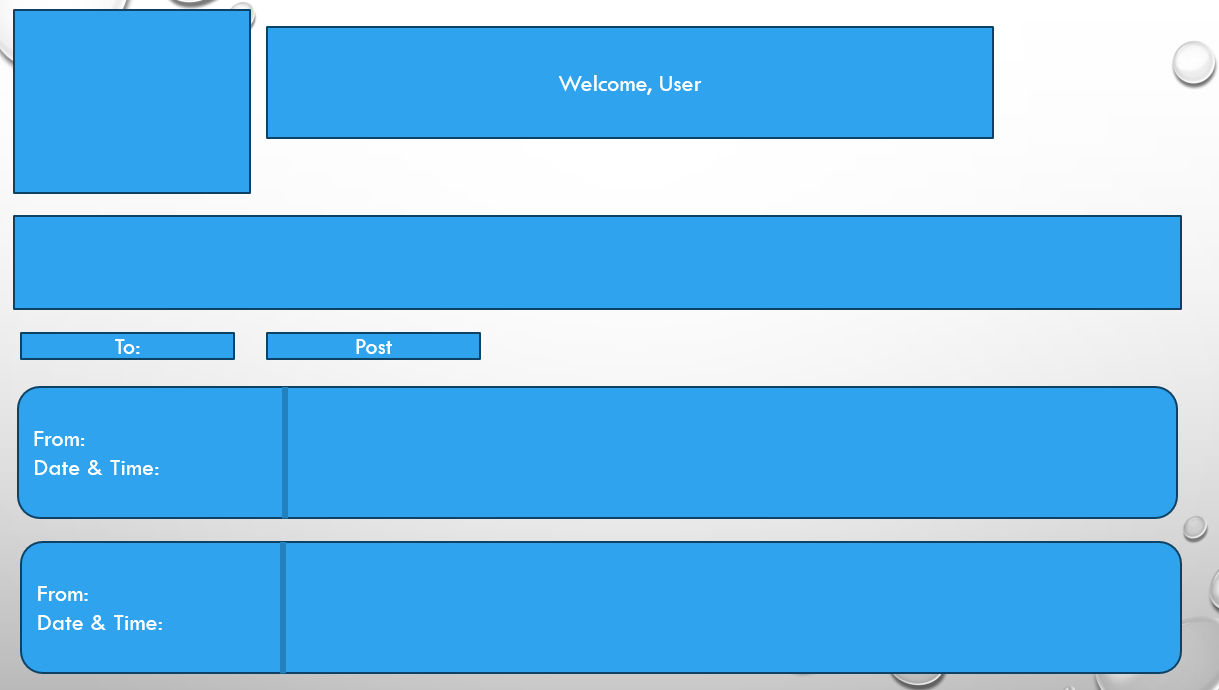 Welcome, User
To:
Post
From:
Date & Time:
From:
Date & Time: